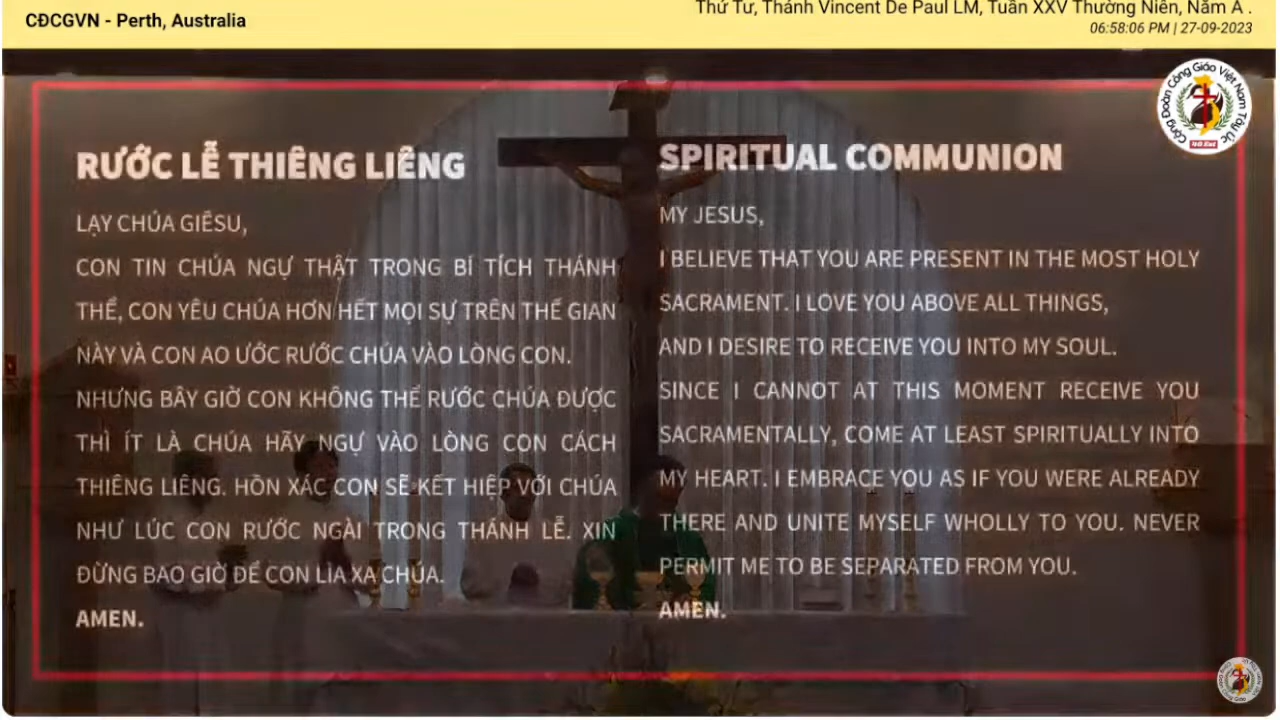 CĐCGVN - Perth, Australia
Thứ Tư, Thánh Vincent De Paul LM, Tuần XXV Thường Niên, Năm A .
06:58:06 PM | 27-09-2023
Cộng Đoàn Công Giáo Việt Nam Tây Úc
RƯỚC LỄ THIÊNG LIÊNG
LẠY CHÚA GIÊSU,
CON TIN CHÚA NGỰ THẬT TRONG BÍ TÍCH THÁNH
THỂ, CON YÊU CHÚA HƠN HẾT MỌI SỰ TRÊN THẾ GIAN
NÀY VÀ CON AO ƯỚC RƯỚC CHÚA VÀO LÒNG CON.
NHƯNG BÂY GIỜ CON KHÔNG THỂ RƯỚC CHÚA ĐƯỢC
THÌ ÍT LÀ CHÚA HÃY NGỰ VÀO LÒNG CON CÁCH
THIÊNG LIÊNG. HỒN XÁC CON SẼ KẾT HIỆP VỚI CHÚA
NHƯ LÚC CON RƯỚC NGÀI TRONG THÁNH LỄ. XIN
ĐỪNG BAO GIỜ ĐỂ CON LÌA XA CHÚA.
AMEN.
SPIRITUAL COMMUNION
MY JESUS,
I BELIEVE THAT YOU ARE PRESENT IN THE MOST HOLY
SACRAMENT. I LOVE YOU ABOVE ALL THINGS,
AND I DESIRE TO RECEIVE YOU INTO MY SOUL.
SINCE I CANNOT AT THIS MOMENT RECEIVE YOU
SACRAMENTALLY, COME AT LEAST SPIRITUALLY INTO
MY HEART. I EMBRACE YOU AS IF YOU WERE ALREADY
THERE AND UNITE MYSELF WHOLLY TO YOU. NEVER
PERMIT ME TO BE SEPARATED FROM YOU.
AMEN.